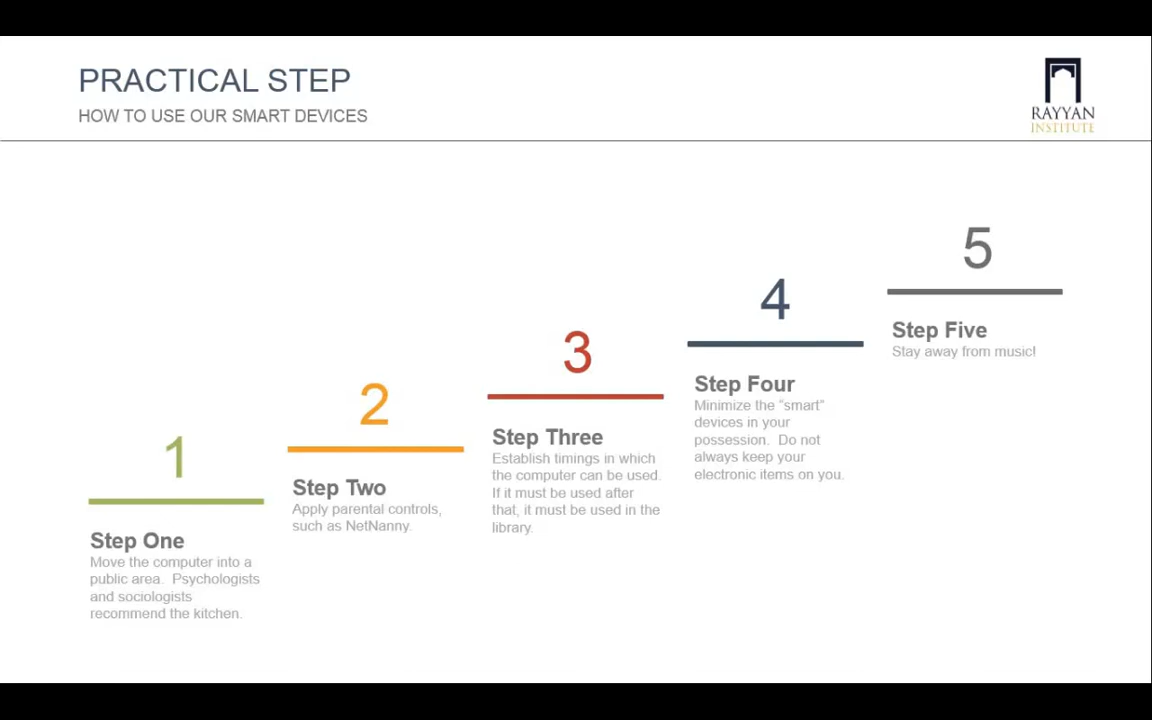 PRACTICAL STEP
HOW TO USE OUR SMART DEVICES
RAYYAN
INSTITUTE
1
Step One
Move the computer into a
public area.  Psychologists
and sociologists
recommend the kitchen.
2
Step Two
Apply parental controls,
such as NetNanny.
3
Step Three
Establish timings in which
the computer can be used.
If it must be used after
that, it must be used in the
library.
4
Step Four
Minimize the “smart”
devices in your
possession.  Do not
always keep your
electronic items on you.
5
Step Five
Stay away from music!